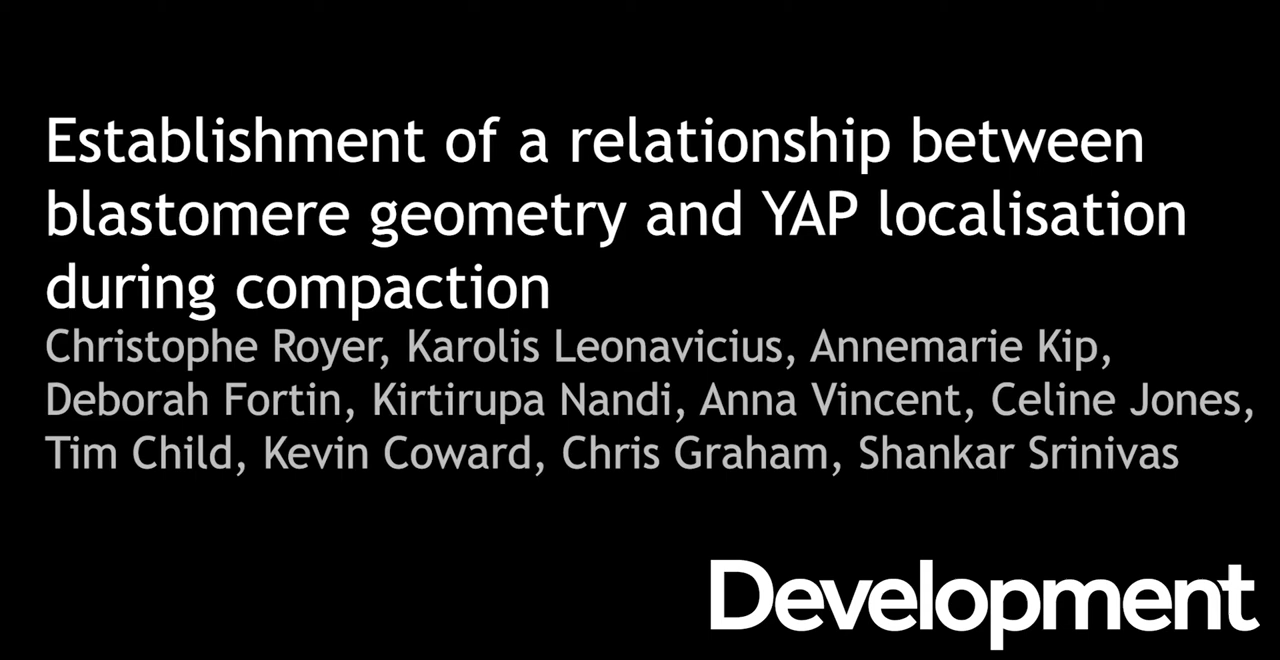 Establishment of a relationship between
blastomere geometry and YAP localisation
during compaction
Christophe Royer, Karolis Leonavicius, Annemarie Kip,
Deborah Fortin, Kirtirupa Nandi, Anna Vincent, Celine Jones,
Tim Child, Kevin Coward, Chris Graham, Shankar Srinivas
Development